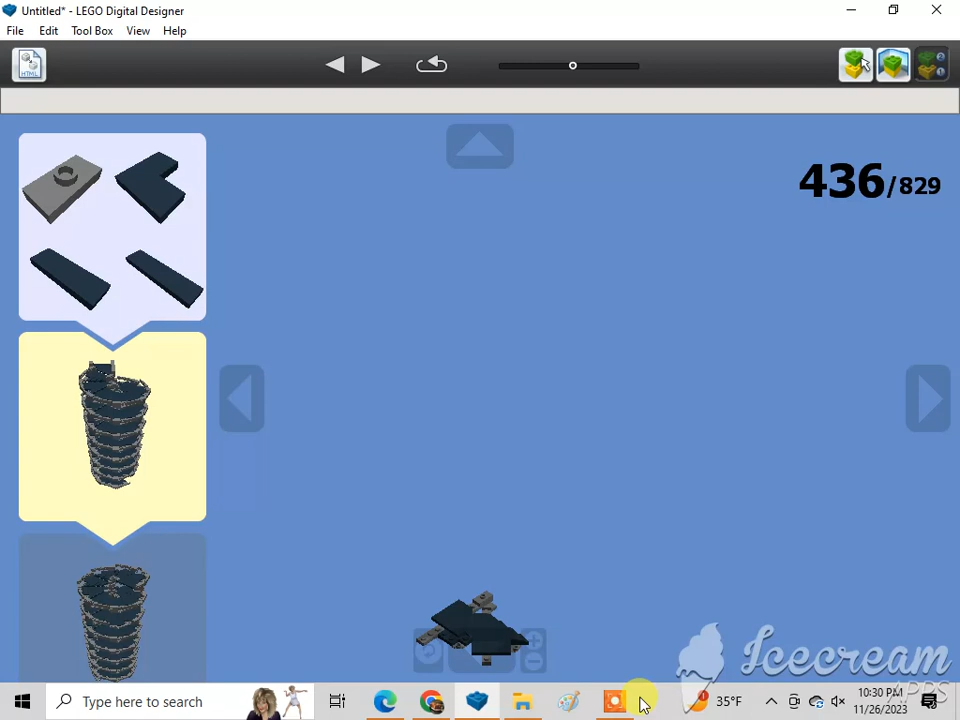 Untitled* - LEGO Digital Designer
File Edit Tool Box View Help
HTML
436/829
Icecream
APPS
Type here to search
35°F
10:30 PM
11/26/2023